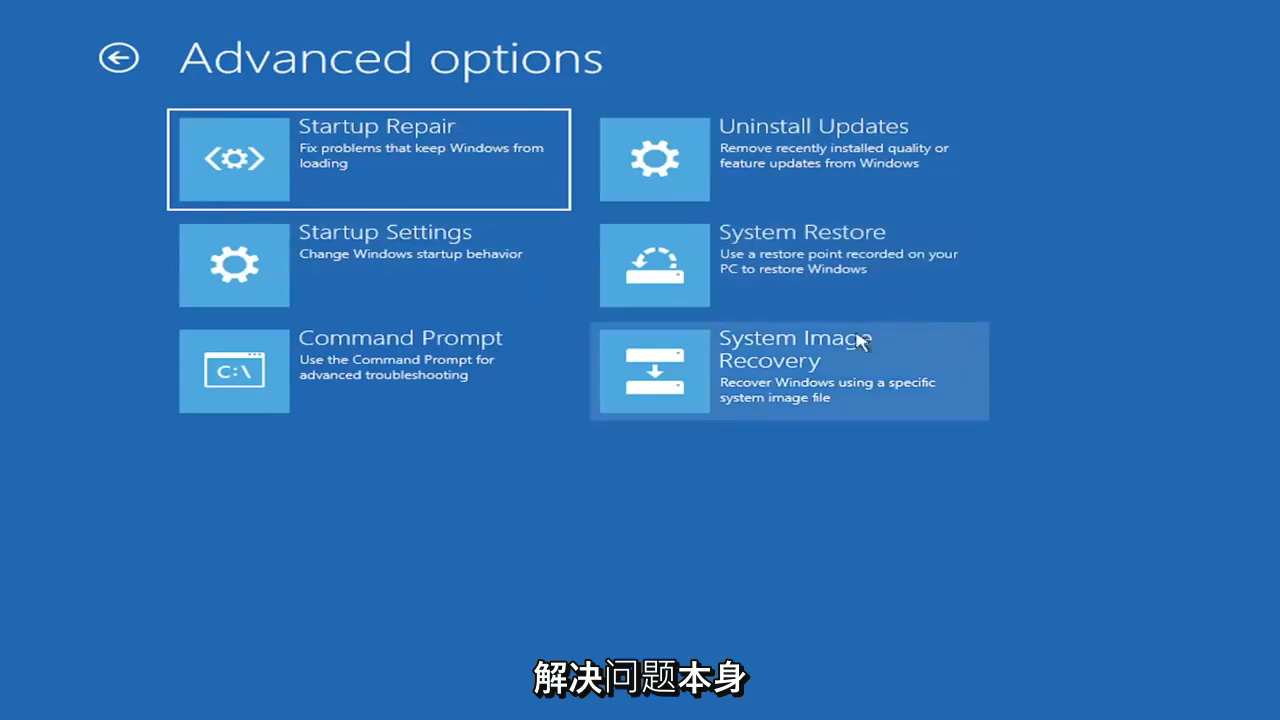 Advanced options
Startup Repair
Fix problems that keep Windows from
loading
Uninstall Updates
Remove recently installed quality or
feature updates from Windows
Startup Settings
Change Windows startup behavior
System Restore
Use a restore point recorded on your
PC to restore Windows
Command Prompt
Use the Command Prompt for
advanced troubleshooting
C:\
System Image
Recovery
Recover Windows using a specific
system image file
解决问题本身